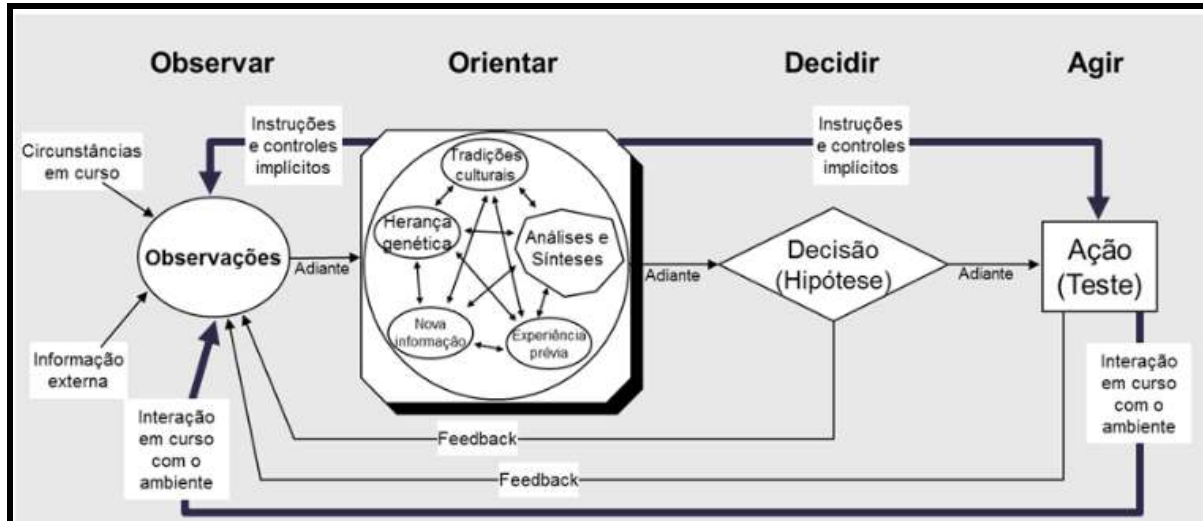 Observar
Orientar
Decidir
Agir
Circunstâncias
em curso
Instruções
e controles
implícitos
Tradições
culturais
Instruções
e controles
implícitos
Herança
genética
Análises e
Sínteses
Observações
Adiante
Adiante
Decisão
(Hipótese)
Adiante
Ação
(Teste)
Nova
informação
Experiência
prévia
Informação
externa
Interação
em curso
com o
ambiente
Feedback
Feedback
Interação
em curso
com o
ambiente